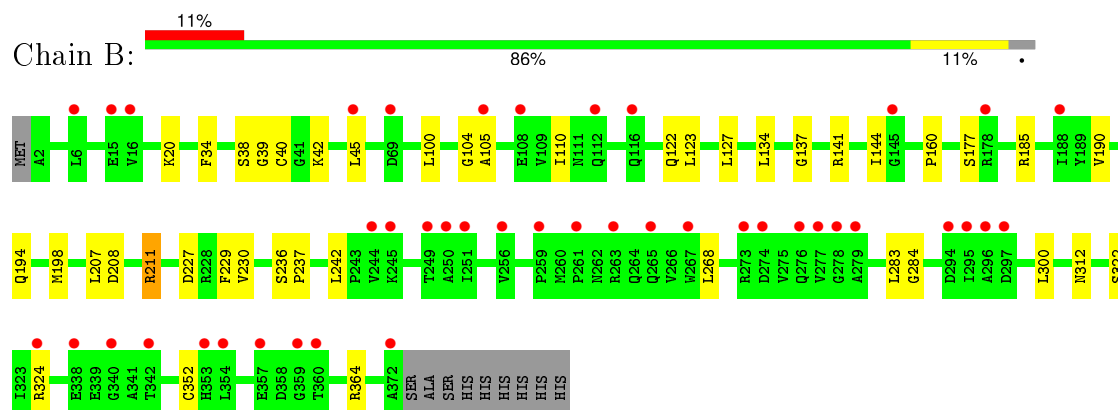 11%
Chain B:
86% 11% •
MET A2 L6 E15 V16 K20 F34 S38 G39 C40 G41 K42 L45 D69 L100 G104 A105 E108 V109 I110 N111 Q112 Q116 Q122 L123 L127 L134 G137 R141 I144 G145 P160 S177 R178 R185 I188 Y189 V190
Q194 M198 L207 D208 R211 D227 R228 F229 V230 S236 P237 L242 P243 V244 K245 T249 A250 I251 V256 P259 M260 P261 N262 R263 Q264 Q265 V266 W267 L268 R273 D274 V275 Q276 V277 G278 A279 L283 G284 D294 I295 A296 D297 L300 N312 S322
I323 R324 E338 E339 G340 A341 T342 C352 H353 L354 E357 D358 G359 T360 R364 A372 SER ALA SER HIS HIS HIS HIS HIS HIS